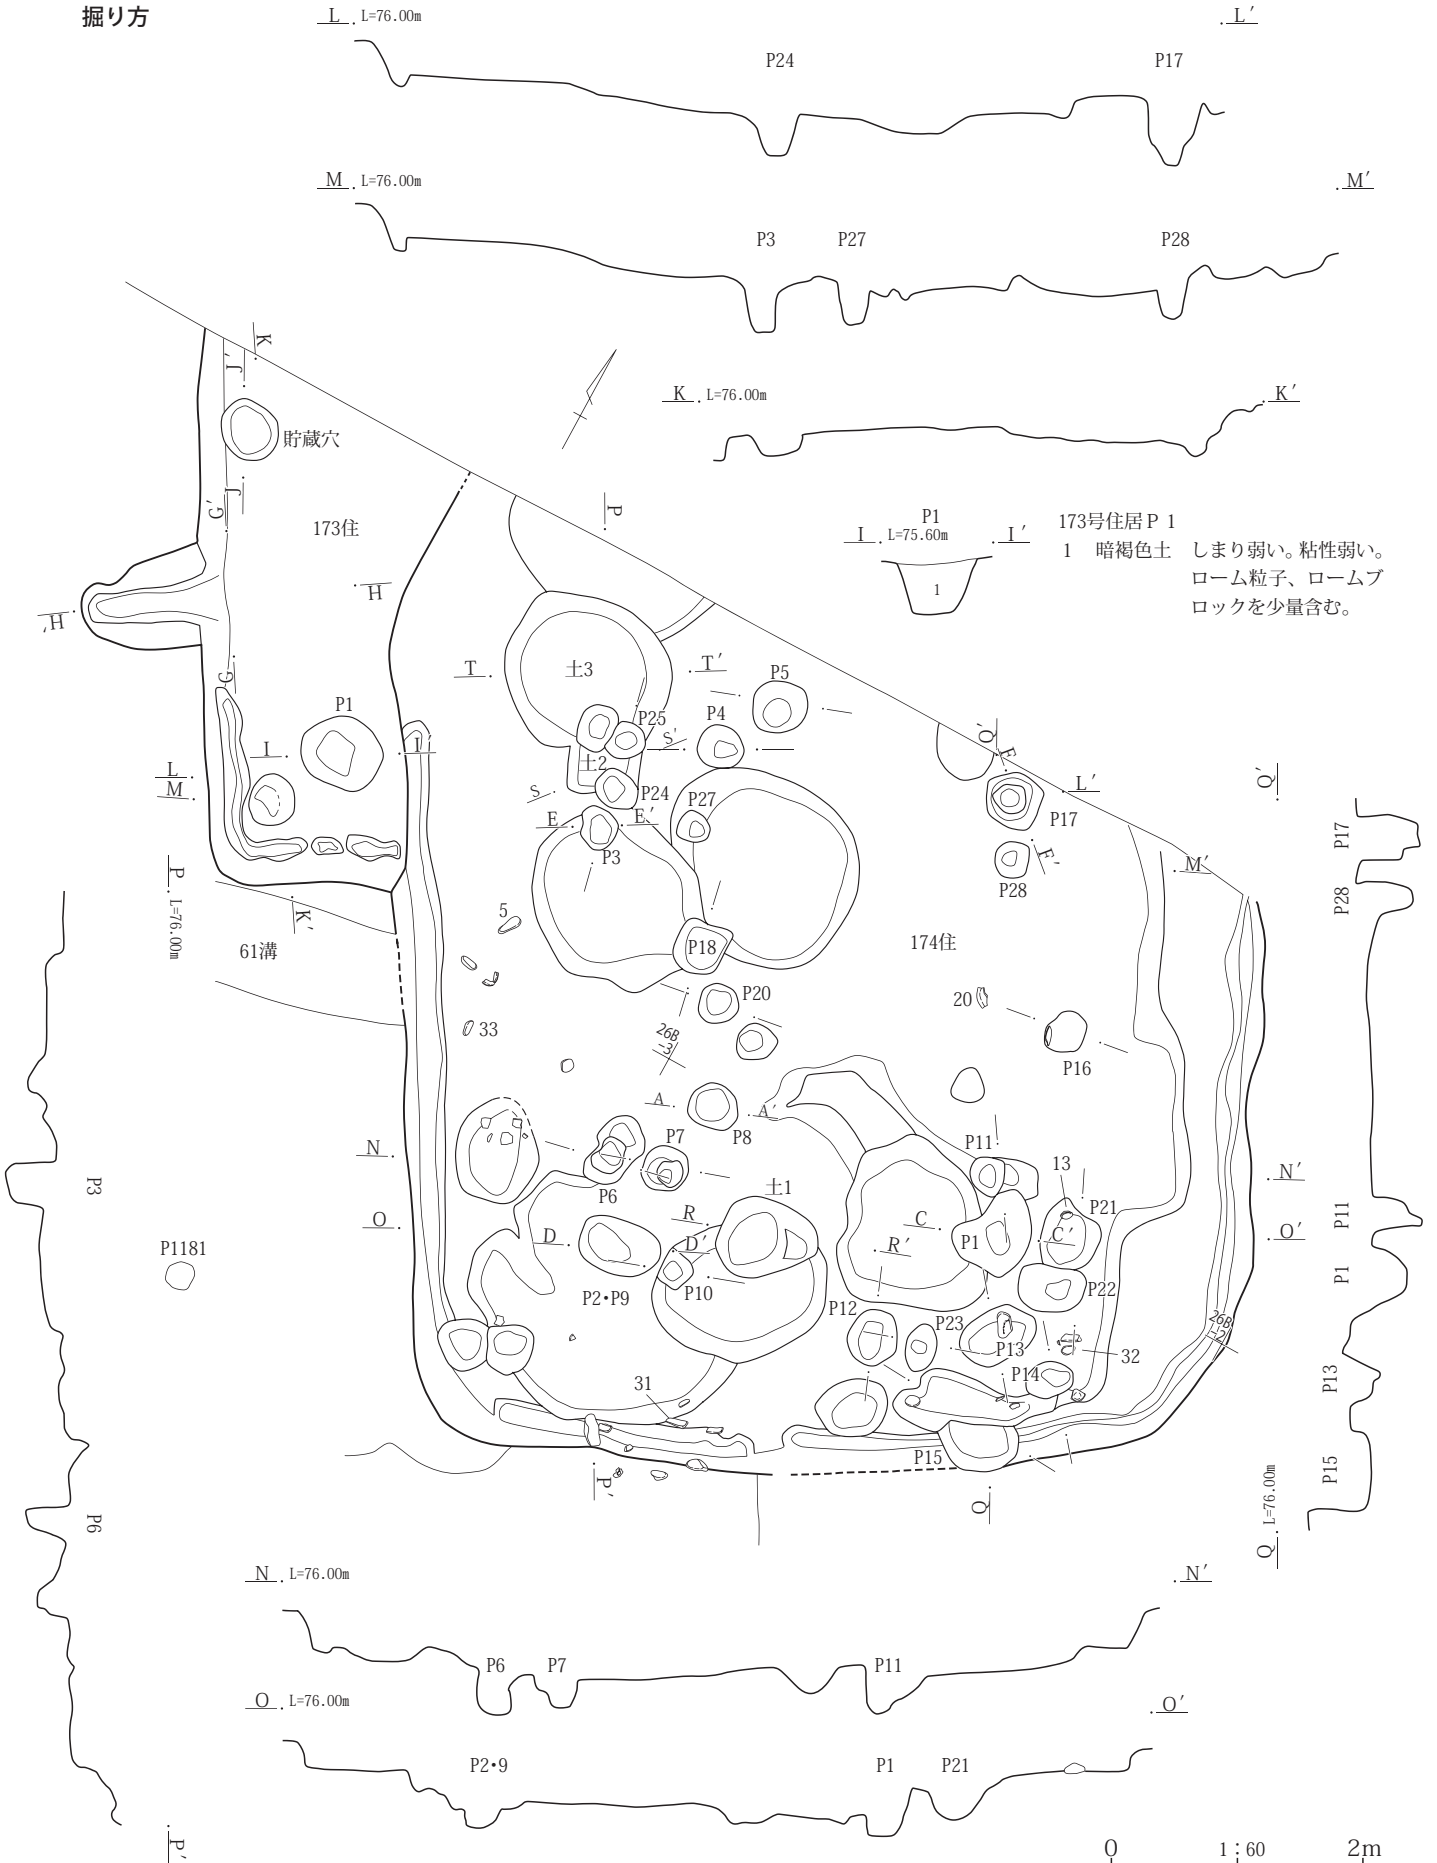 掘り方
L L=76.00m L′
P24 P17
M L=76.00m M′
P3 P27 P28
K L=76.00m K′
P1
I L=75.60m I′
173号住居P 1
1 暗褐色土 しまり弱い。粘性弱い。
ローム粒子、ロームブ
ロックを少量含む。
1
K
J′
貯蔵穴
J
G′
173住
H
H′
G
P1
I I′
L
M
P
L=76.00m
K′
61溝
P
土3
T T′
P5
P25
S′
P4
土2
P24
S
P27
E E′
P3
Q′
F
L′
P17
F′
P28
M′
Q′
P17
P28
5
P18
174住
P20
20
33
26B
-3
P16
A A′
P8
N
P7
P6
P11
13
N′
P3
土1
P21
O
R
D D′
C C′
R′
P1
O′
P11
P1181
P2•P9
P10
P22
P1
P12
P23
P13
26B
-2
32
P14
P13
31
P15
P15
P′
Q
L=76.00m
Q
P6
N L=76.00m N′
P6 P7 P11
O L=76.00m O′
P2•9 P1 P21
P′
0 1:60 2m